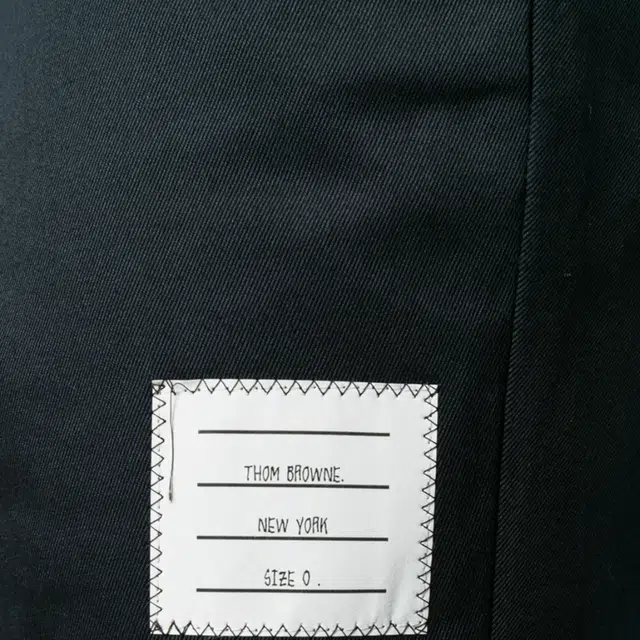 THOM BROWNE.
NEW YORK
SIZE 0 .